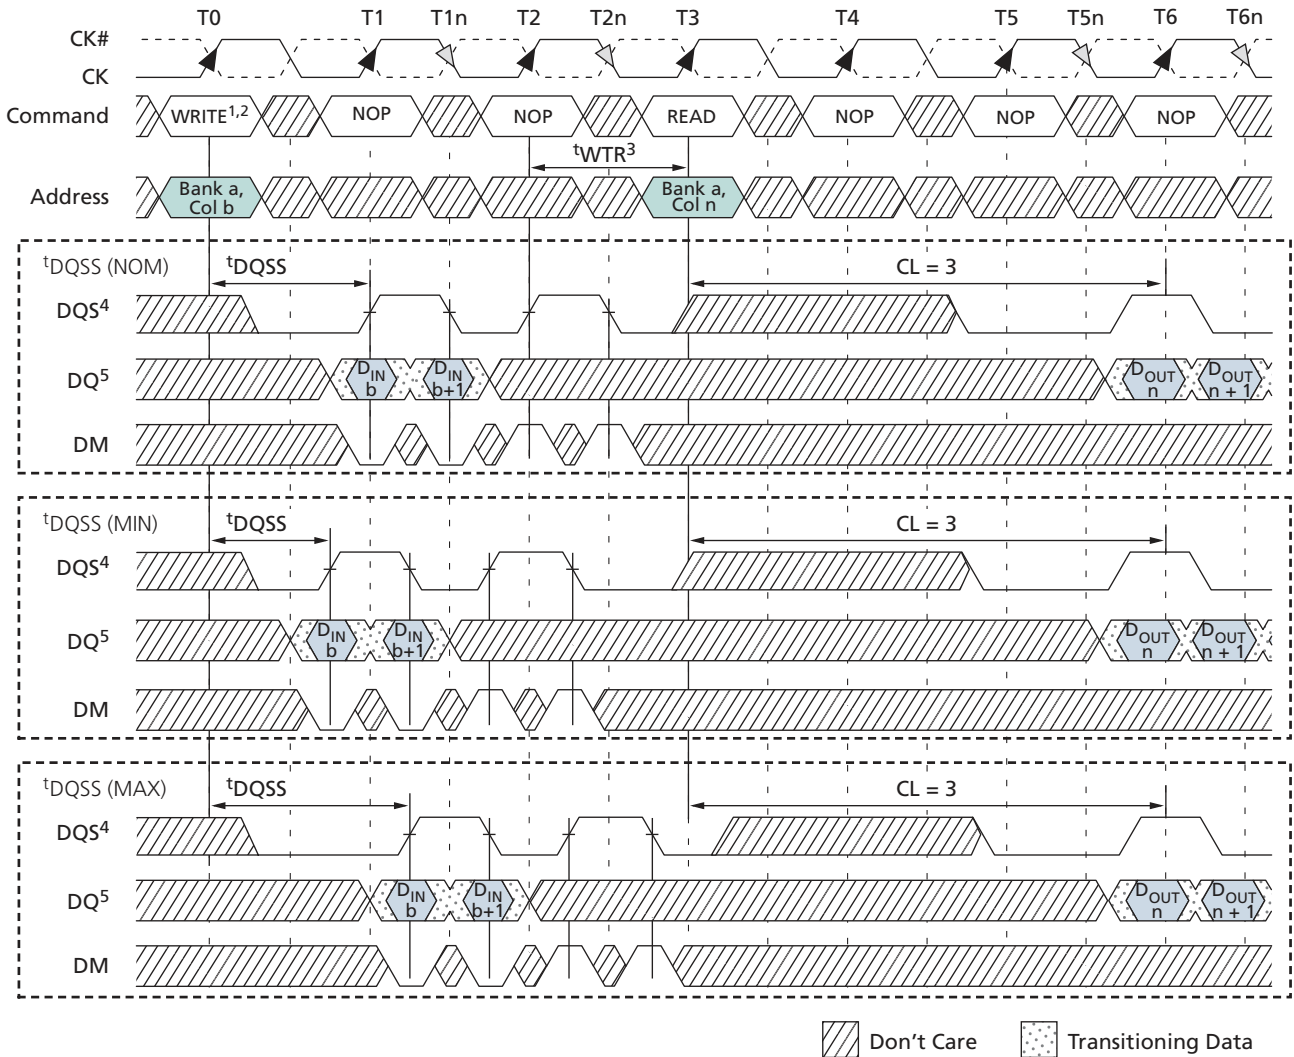 T0 T1 T1n T2 T2n T3 T4 T5 T5n T6 T6n
CK#
CK
Command WRITE1,2 NOP NOP READ NOP NOP NOP
tWTR3
Address Bank a, Col b Bank a, Col n
tDQSS (NOM) tDQSS CL = 3
DQS4
DQ5 DIN b DIN b+1 DOUT n DOUT n + 1
DM
tDQSS (MIN) tDQSS CL = 3
DQS4
DQ5 DIN b DIN b+1 DOUT n DOUT n + 1
DM
tDQSS (MAX) tDQSS CL = 3
DQS4
DQ5 DIN b DIN b+1 DOUT n DOUT n + 1
DM
Don't Care Transitioning Data